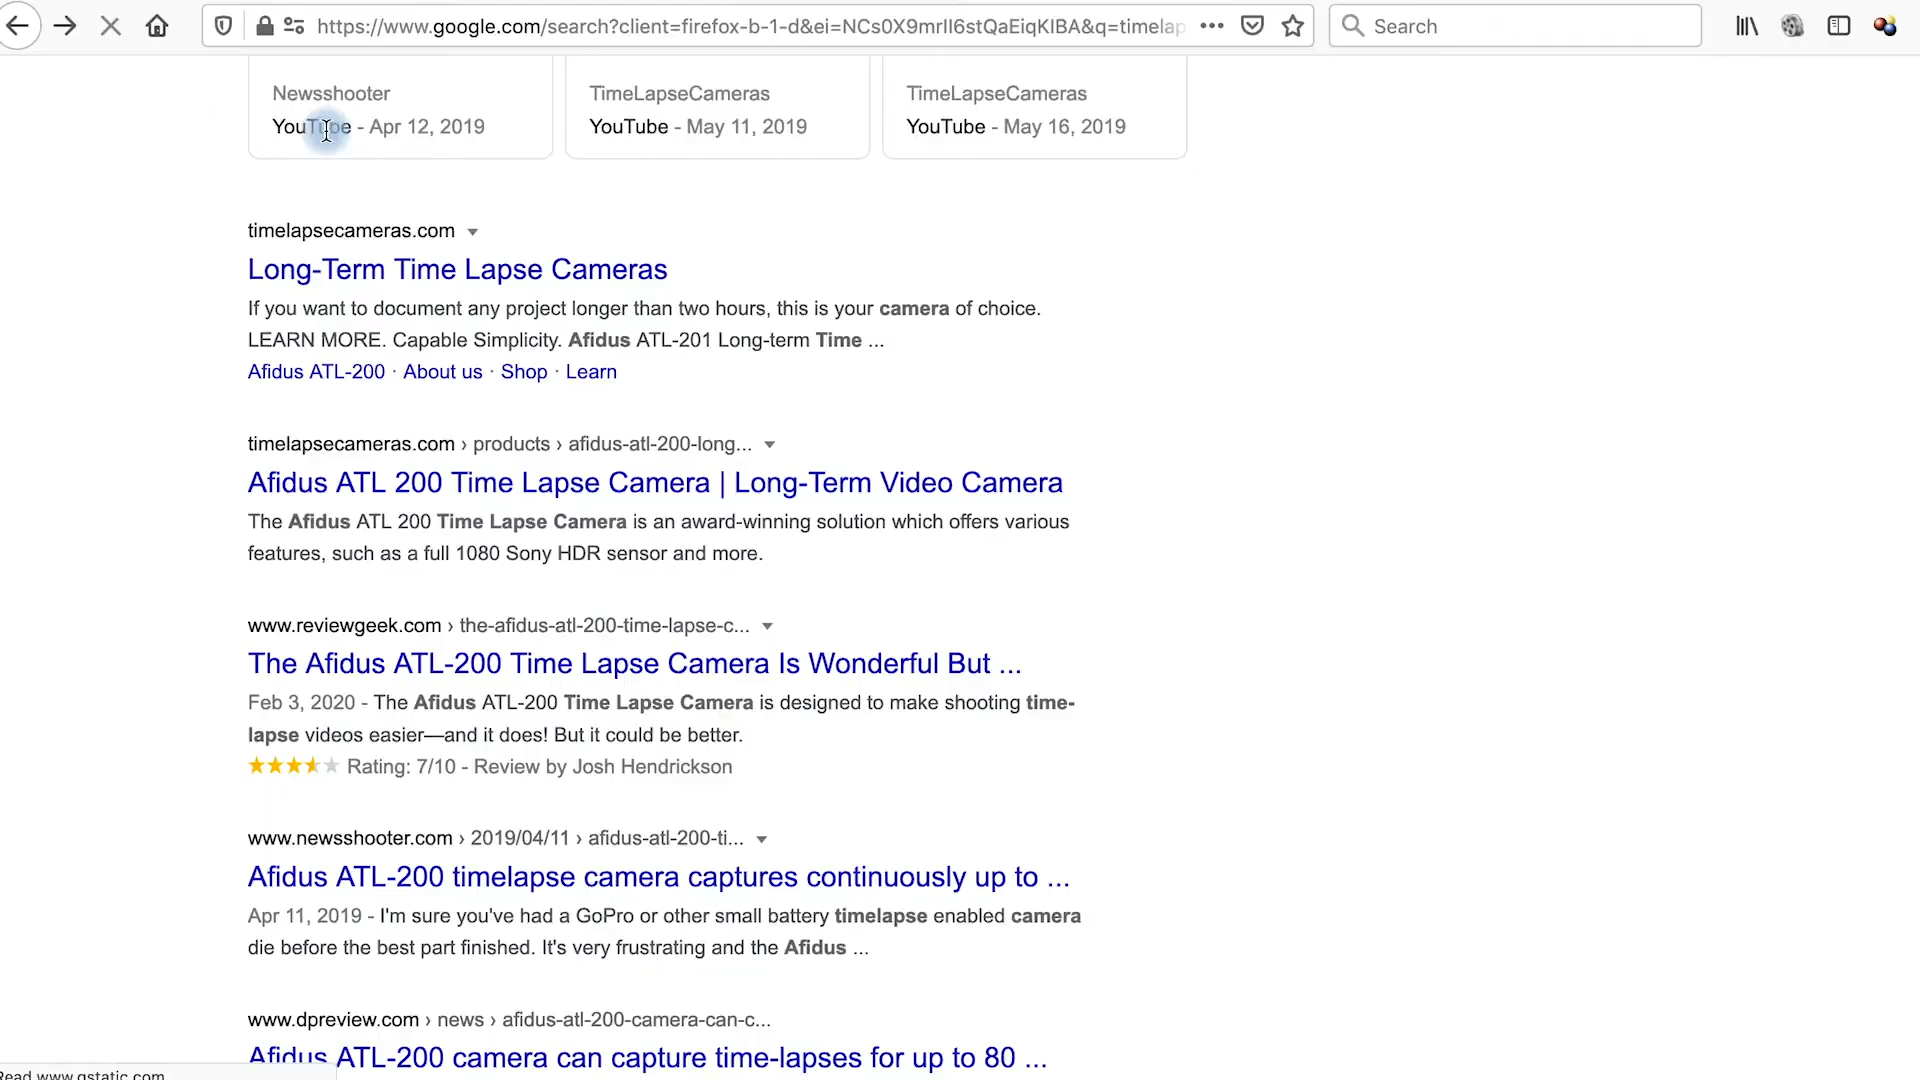 https://www.google.com/search?client=firefox-b-1-d&ei=NCs0X9mrII6stQaEiqKIBA&q=timelap
Search
Newsshooter
YouTube - Apr 12, 2019
TimeLapseCameras
YouTube - May 11, 2019
TimeLapseCameras
YouTube - May 16, 2019
timelapsecameras.com
Long-Term Time Lapse Cameras
If you want to document any project longer than two hours, this is your camera of choice.
LEARN MORE. Capable Simplicity. Afidus ATL-201 Long-term Time ...
Afidus ATL-200 · About us · Shop · Learn
timelapsecameras.com › products › afidus-atl-200-long...
Afidus ATL 200 Time Lapse Camera | Long-Term Video Camera
The Afidus ATL 200 Time Lapse Camera is an award-winning solution which offers various
features, such as a full 1080 Sony HDR sensor and more.
www.reviewgeek.com › the-afidus-atl-200-time-lapse-c...
The Afidus ATL-200 Time Lapse Camera Is Wonderful But ...
Feb 3, 2020 - The Afidus ATL-200 Time Lapse Camera is designed to make shooting time-
lapse videos easier—and it does! But it could be better.
Rating: 7/10 - Review by Josh Hendrickson
www.newsshooter.com › 2019/04/11 › afidus-atl-200-ti...
Afidus ATL-200 timelapse camera captures continuously up to ...
Apr 11, 2019 - I'm sure you've had a GoPro or other small battery timelapse enabled camera
die before the best part finished. It's very frustrating and the Afidus ...
www.dpreview.com › news › afidus-atl-200-camera-can-c...
Afidus ATL-200 camera can capture time-lapses for up to 80 ...
Read www.gstatic.com